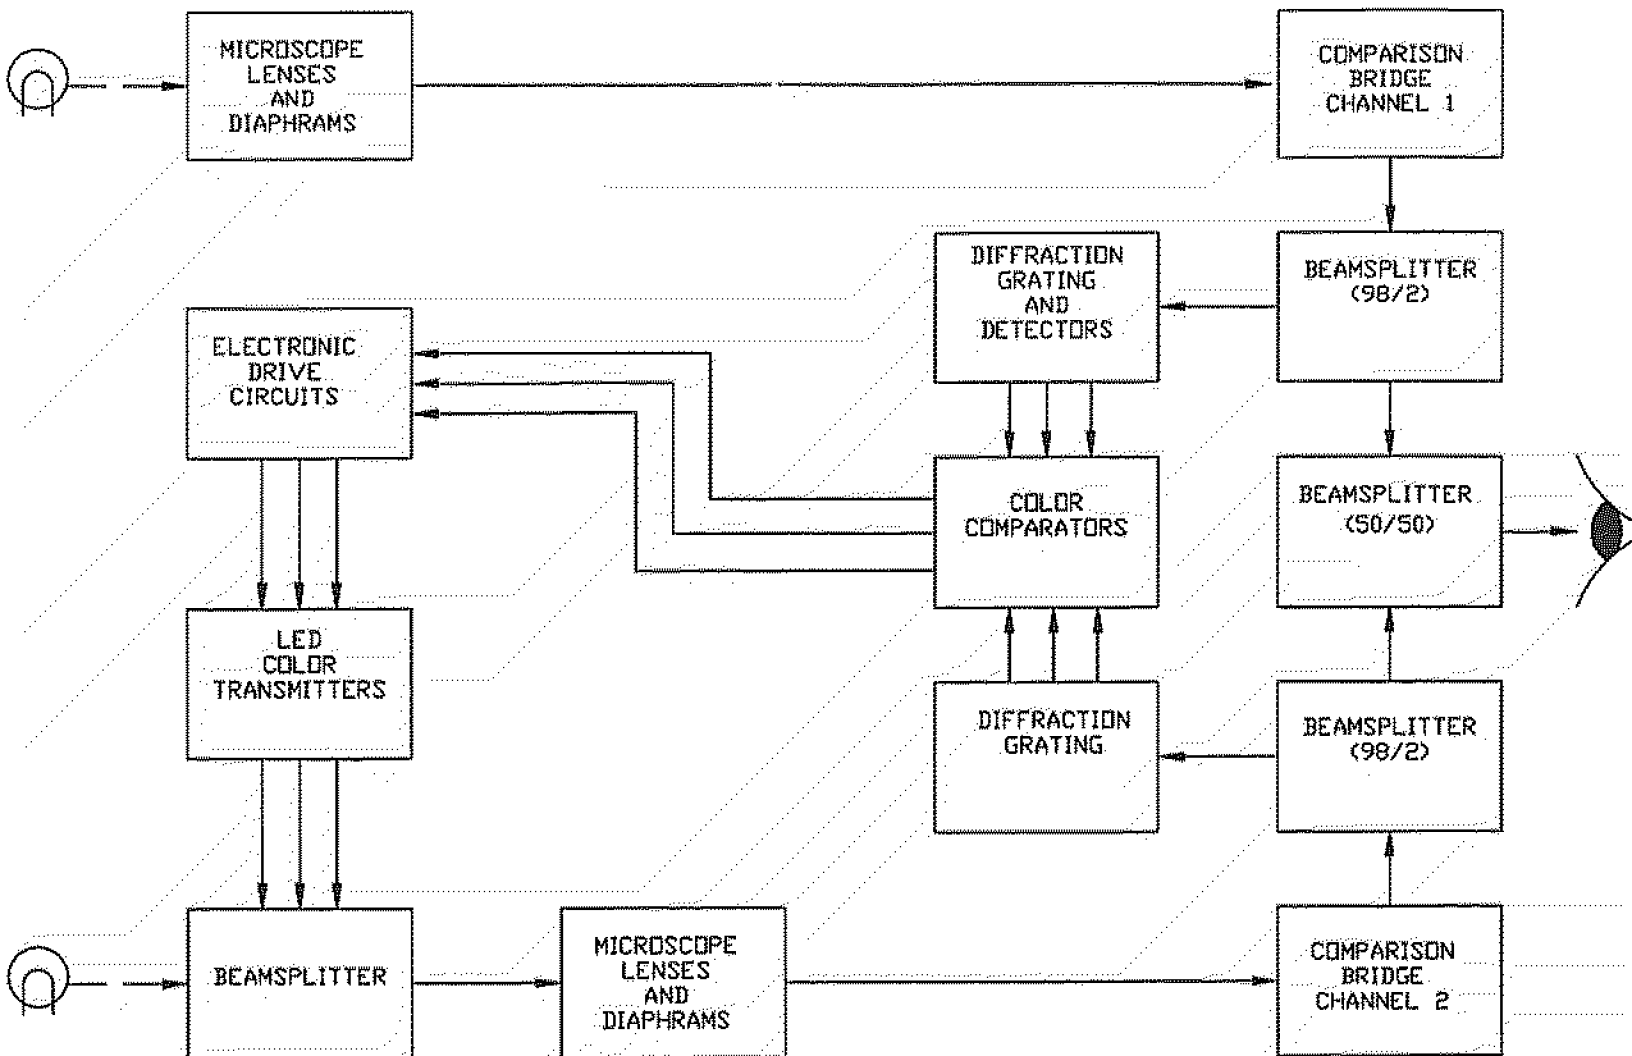 MICROSCOPE
LENSES
AND
DIAPHRAMS
COMPARISON
BRIDGE
CHANNEL 1
DIFFRACTION
GRATING
AND
DETECTORS
BEAMSPLITTER
(98/2)
ELECTRONIC
DRIVE
CIRCUITS
COLOR
COMPARATORS
BEAMSPLITTER
(50/50)
LED
COLOR
TRANSMITTERS
DIFFRACTION
GRATING
BEAMSPLITTER
(98/2)
BEAMSPLITTER
MICROSCOPE
LENSES
AND
DIAPHRAMS
COMPARISON
BRIDGE
CHANNEL 2